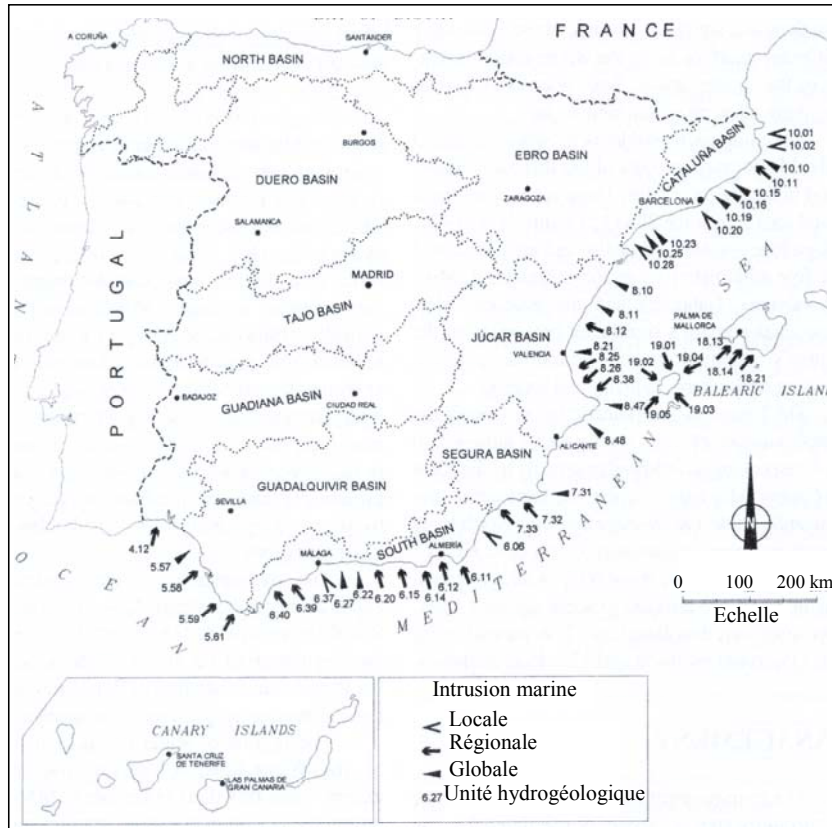 FRANCE
A CORUÑA
SANTANDER
NORTH BASIN
BURGOS
EBRO BASIN
CATALUÑA BASIN
DUERO BASIN
ZARAGOZA
BARCELONA
SALAMANCA
MADRID
TAJO BASIN
PORTUGAL
ATLAN
OCEAN
JÚCAR BASIN
VALENCIA
PALMA DE
MALLORCA
BADAJOZ
GUADIANA BASIN
CIUDAD REAL
BALEARIC ISLAND
SEGURA BASIN
ALICANTE
GUADALQUIVIR BASIN
SEVILLA
SOUTH BASIN
MÁLAGA
ALMERÍA
MEDITERRANEAN SEA
10.01
10.02
10.10
10.11
10.15
10.16
10.19
10.20
10.23
10.25
10.28
8.10
8.11
8.12
8.21
8.25
8.26
8.38
8.47
8.48
18.13
18.14
18.21
19.01
19.02
19.04
19.05
19.03
7.31
7.32
7.33
6.06
6.11
6.12
6.14
6.15
6.20
6.22
6.27
6.37
6.39
6.40
4.12
5.57
5.58
5.59
5.61
N
0 100 200 km
Echelle
CANARY ISLANDS
SANTA CRUZ
DE TENERIFE
LAS PALMAS DE
GRAN CANARIA
Intrusion marine
Locale
Régionale
Globale
6.27 Unité hydrogéologique